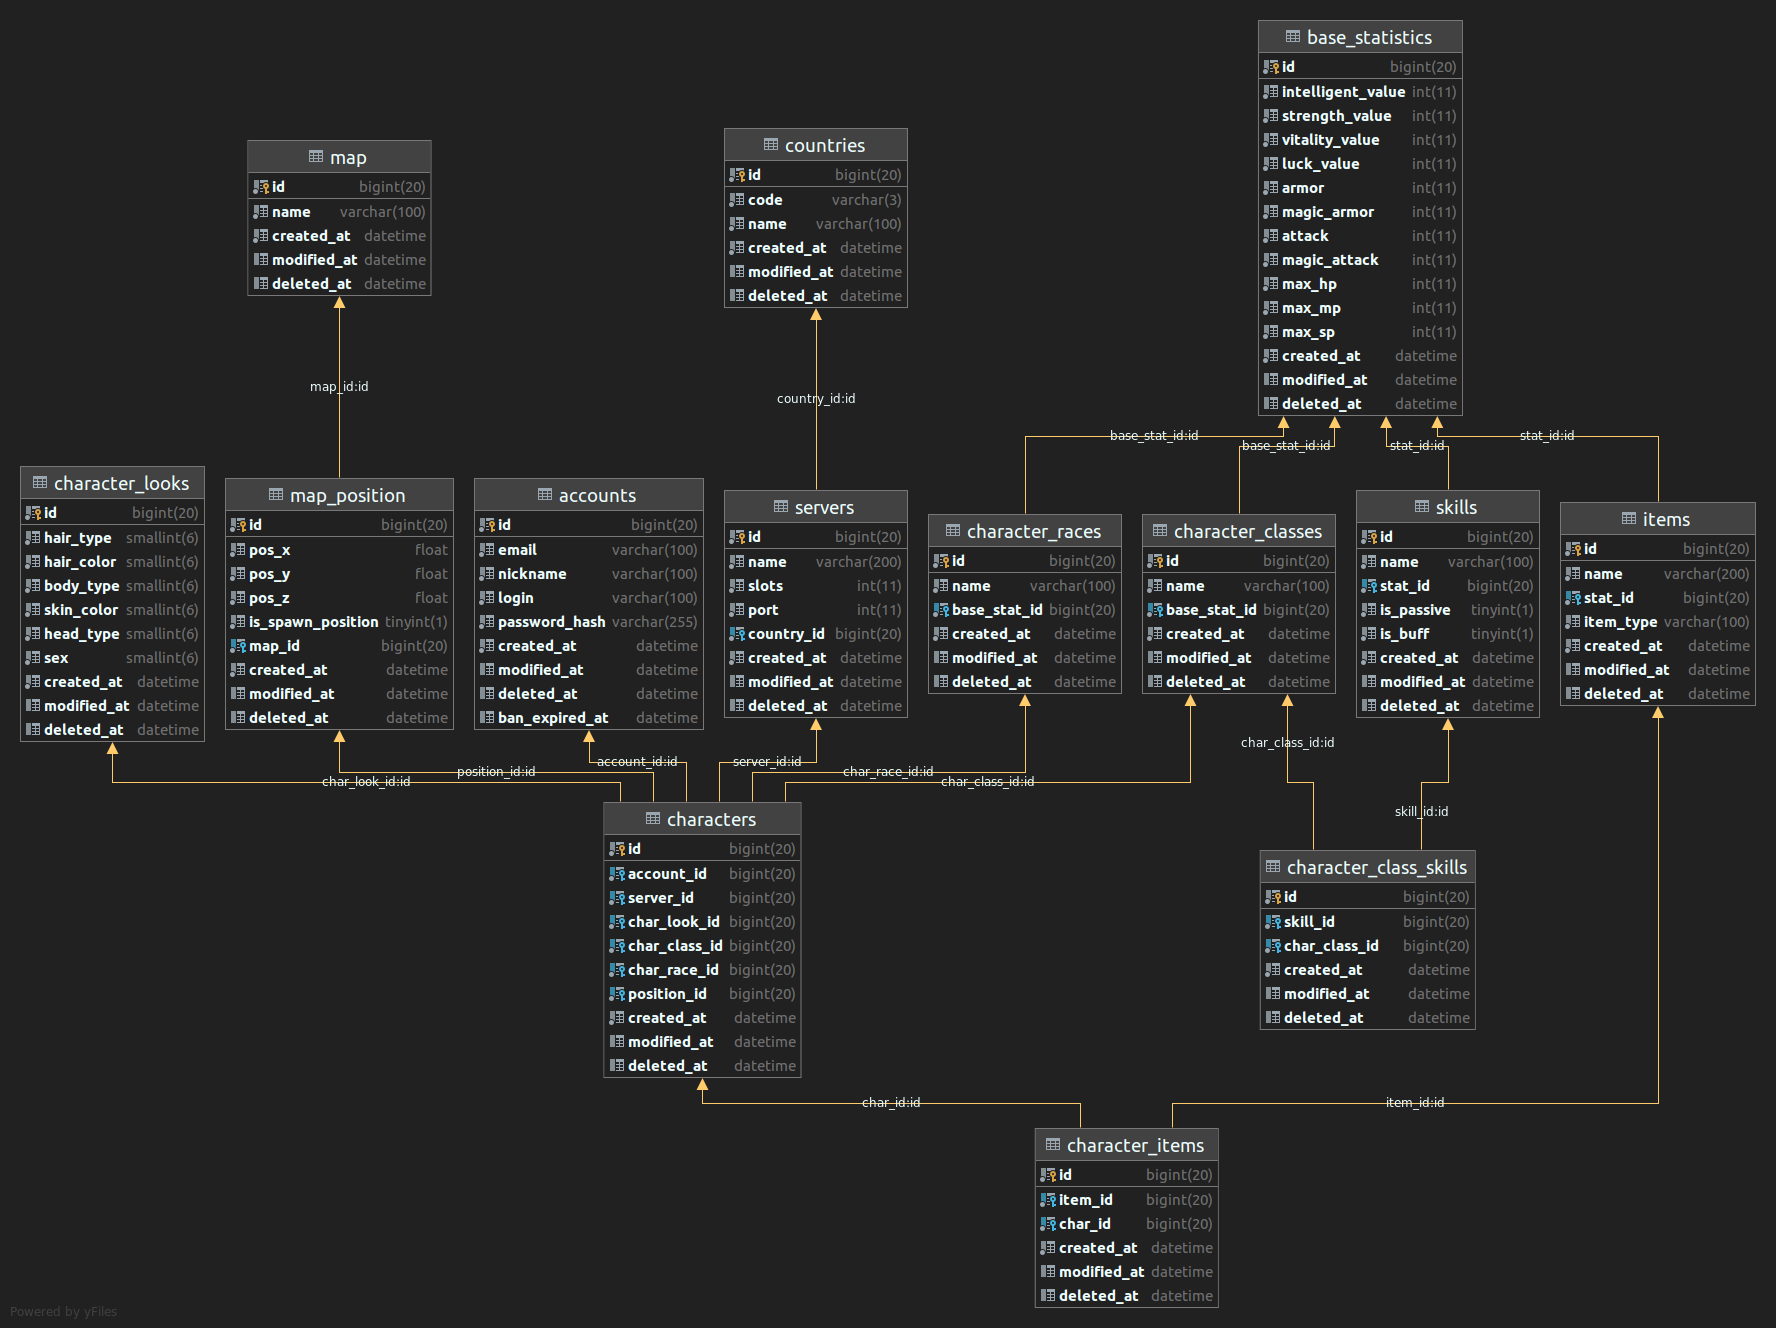 base_statistics
id bigint(20)
intelligent_value int(11)
strength_value int(11)
vitality_value int(11)
luck_value int(11)
armor int(11)
magic_armor int(11)
attack int(11)
magic_attack int(11)
max_hp int(11)
max_mp int(11)
max_sp int(11)
created_at datetime
modified_at datetime
deleted_at datetime
map
id bigint(20)
name varchar(100)
created_at datetime
modified_at datetime
deleted_at datetime
countries
id bigint(20)
code varchar(3)
name varchar(100)
created_at datetime
modified_at datetime
deleted_at datetime
map_id:id
country_id:id
base_stat_id:id
base_stat_id:id
stat_id:id
stat_id:id
character_looks
id bigint(20)
hair_type smallint(6)
hair_color smallint(6)
body_type smallint(6)
skin_color smallint(6)
head_type smallint(6)
sex smallint(6)
created_at datetime
modified_at datetime
deleted_at datetime
map_position
id bigint(20)
pos_x float
pos_y float
pos_z float
is_spawn_position tinyint(1)
map_id bigint(20)
created_at datetime
modified_at datetime
deleted_at datetime
accounts
id bigint(20)
email varchar(100)
nickname varchar(100)
login varchar(100)
password_hash varchar(255)
created_at datetime
modified_at datetime
deleted_at datetime
ban_expired_at datetime
servers
id bigint(20)
name varchar(200)
slots int(11)
port int(11)
country_id bigint(20)
created_at datetime
modified_at datetime
deleted_at datetime
character_races
id bigint(20)
name varchar(100)
base_stat_id bigint(20)
created_at datetime
modified_at datetime
deleted_at datetime
character_classes
id bigint(20)
name varchar(100)
base_stat_id bigint(20)
created_at datetime
modified_at datetime
deleted_at datetime
skills
id bigint(20)
name varchar(100)
stat_id bigint(20)
is_passive tinyint(1)
is_buff tinyint(1)
created_at datetime
modified_at datetime
deleted_at datetime
items
id bigint(20)
name varchar(200)
stat_id bigint(20)
item_type varchar(100)
created_at datetime
modified_at datetime
deleted_at datetime
char_look_id:id
position_id:id
account_id:id
server_id:id
char_race_id:id
char_class_id:id
char_class_id:id
skill_id:id
characters
id bigint(20)
account_id bigint(20)
server_id bigint(20)
char_look_id bigint(20)
char_class_id bigint(20)
char_race_id bigint(20)
position_id bigint(20)
created_at datetime
modified_at datetime
deleted_at datetime
character_class_skills
id bigint(20)
skill_id bigint(20)
char_class_id bigint(20)
created_at datetime
modified_at datetime
deleted_at datetime
char_id:id
item_id:id
character_items
id bigint(20)
item_id bigint(20)
char_id bigint(20)
created_at datetime
modified_at datetime
deleted_at datetime
Powered by yFiles